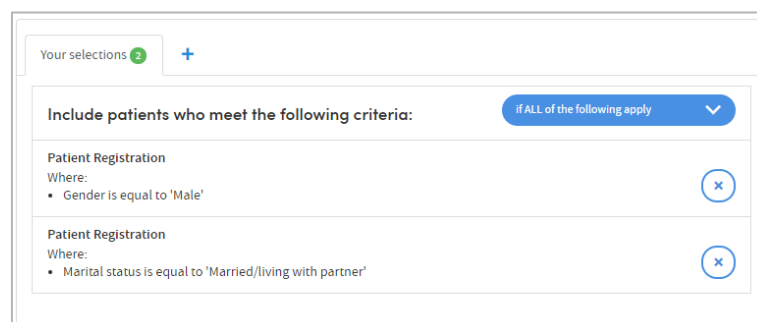 Your selections 2 +
Include patients who meet the following criteria:
if ALL of the following apply
Patient Registration
Where:
• Gender is equal to 'Male'
Patient Registration
Where:
• Marital status is equal to 'Married/living with partner'